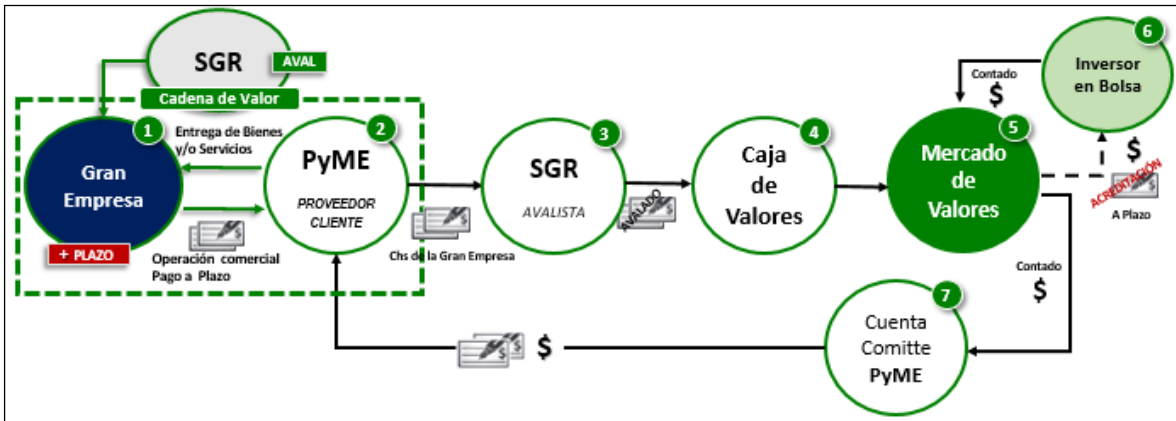 SGR
AVAL
Cadena de Valor
1
Gran
Empresa
+ PLAZO
Entrega de Bienes
y/o Servicios
Operación comercial
Pago a Plazo
2
PyME
PROVEEDOR
CLIENTE
Chs de la Gran Empresa
3
SGR
AVALISTA
AVALADO
4
Caja
de
Valores
5
Mercado
de
Valores
Contado
$
6
Inversor
en Bolsa
$
ACREDITACIÓN
A Plazo
Contado
$
7
Cuenta
Comitte
PyME
$